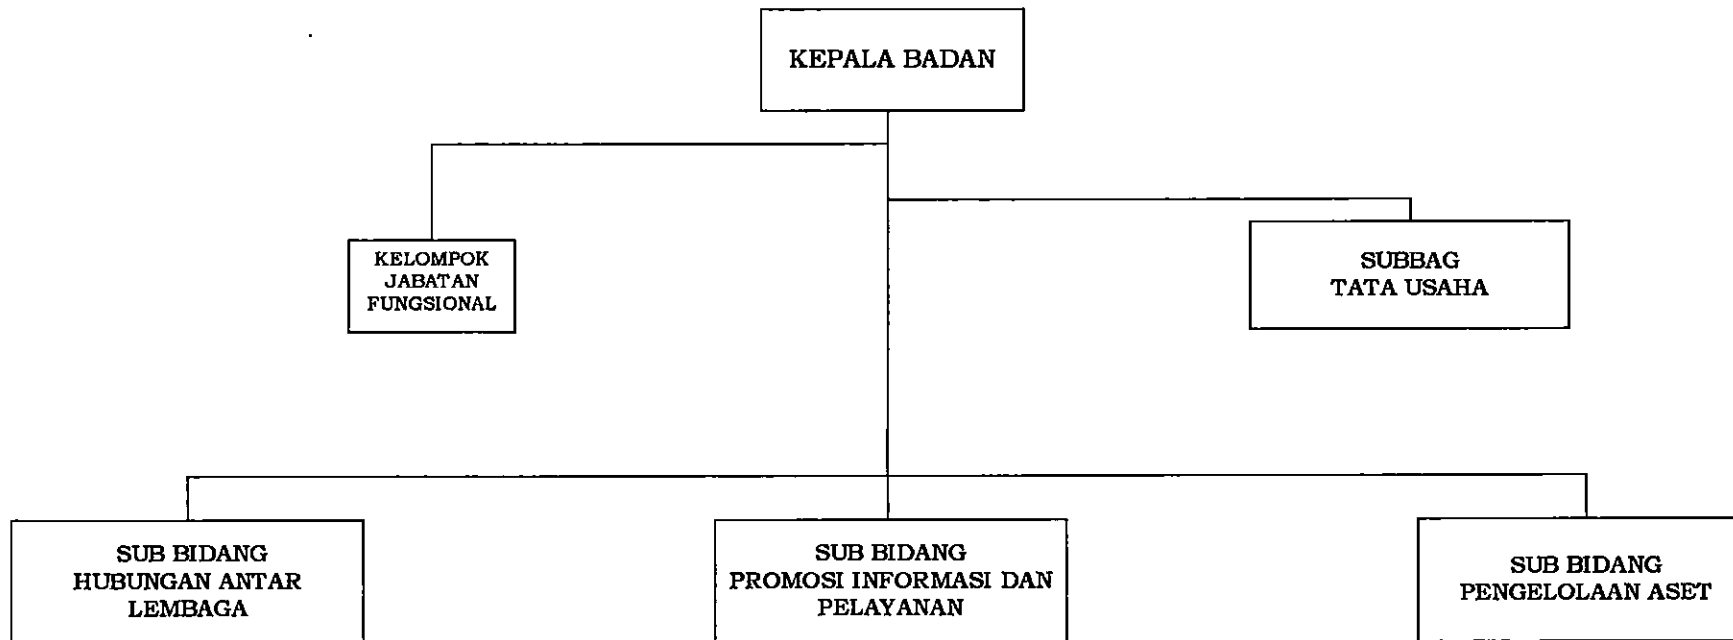 KEPALA BADAN
KELOMPOK
JABATAN
FUNGSIONAL
SUBBAG
TATA USAHA
SUB BIDANG
HUBUNGAN ANTAR
LEMBAGA
SUB BIDANG
PROMOSI INFORMASI DAN
PELAYANAN
SUB BIDANG
PENGELOLAAN ASET